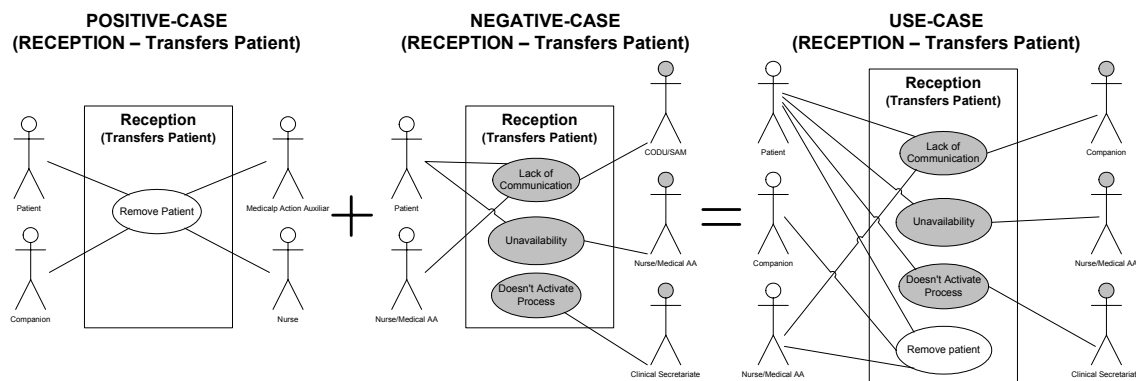 POSITIVE-CASE
(RECEPTION – Transfers Patient)
Reception
(Transfers Patient)
Patient
Remove Patient
Medicalp Action Auxiliar
Companion
Nurse
NEGATIVE-CASE
(RECEPTION – Transfers Patient)
Reception
(Transfers Patient)
CODU/SAM
Lack of
Communication
Patient
Unavailability
Nurse/Medical AA
Doesn't Activate
Process
Nurse/Medical AA
Clinical Secretariate
USE-CASE
(RECEPTION – Transfers Patient)
Reception
(Transfers Patient)
Patient
Lack of
Communication
Companion
Unavailability
Companion
Nurse/Medical AA
Doesn't Activate
Process
Remove patient
Nurse/Medical AA
Clinical Secretariate